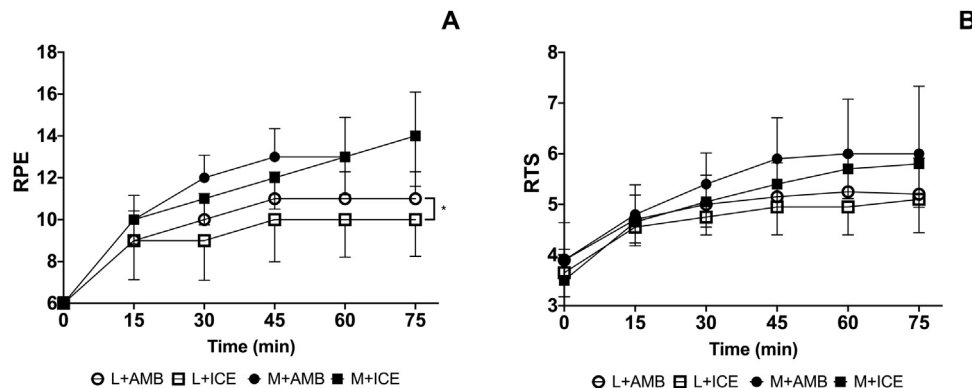 A
18
16
14
12
10
8
6
RPE
*
0 15 30 45 60 75
Time (min)
L+AMB L+ICE M+AMB M+ICE
B
8
7
6
5
4
3
RTS
0 15 30 45 60 75
Time (min)
L+AMB L+ICE M+AMB M+ICE